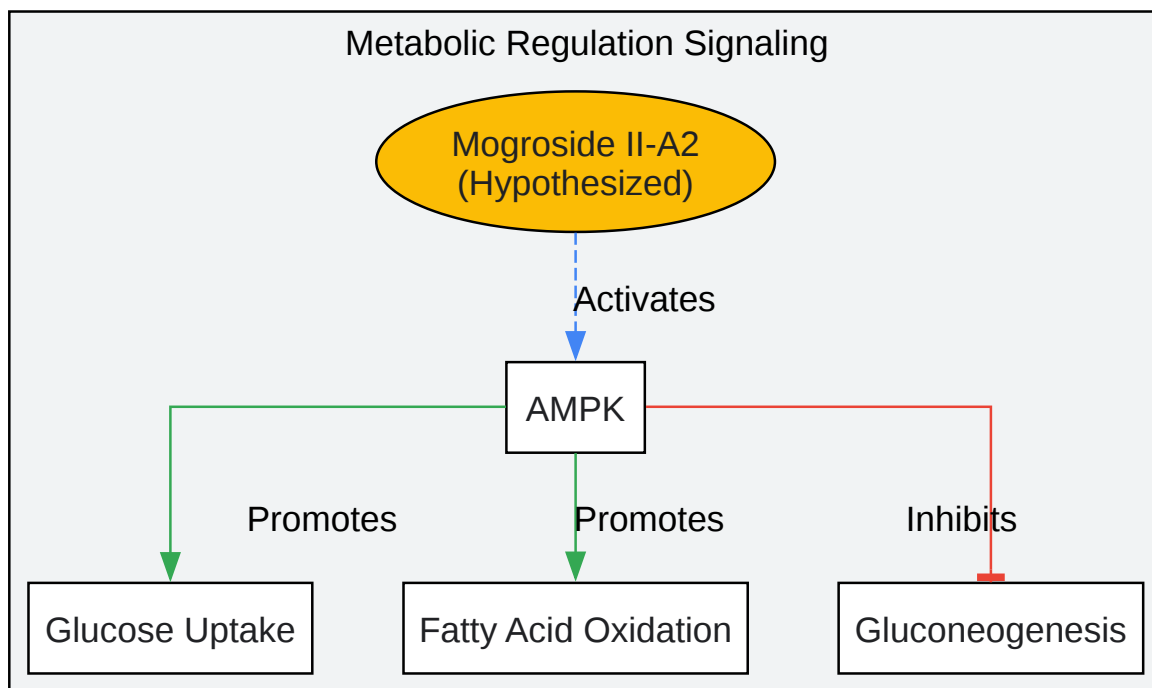 Metabolic Regulation Signaling
Mogroside II-A2
(Hypothesized)
Activates
AMPK
Promotes
Promotes
Inhibits
Glucose Uptake
Fatty Acid Oxidation
Gluconeogenesis